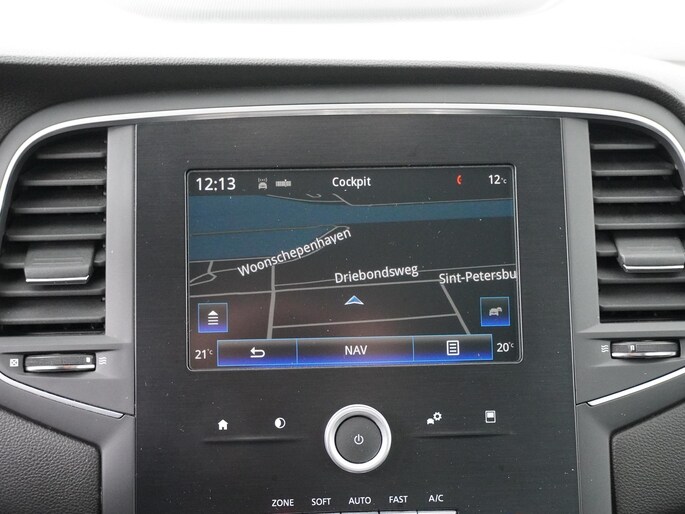 12:13 Cockpit 12°C
Woonschepenhaven
Driebondsweg
Sint-Petersbu
21°C NAV 20°C
ZONE SOFT AUTO FAST A/C